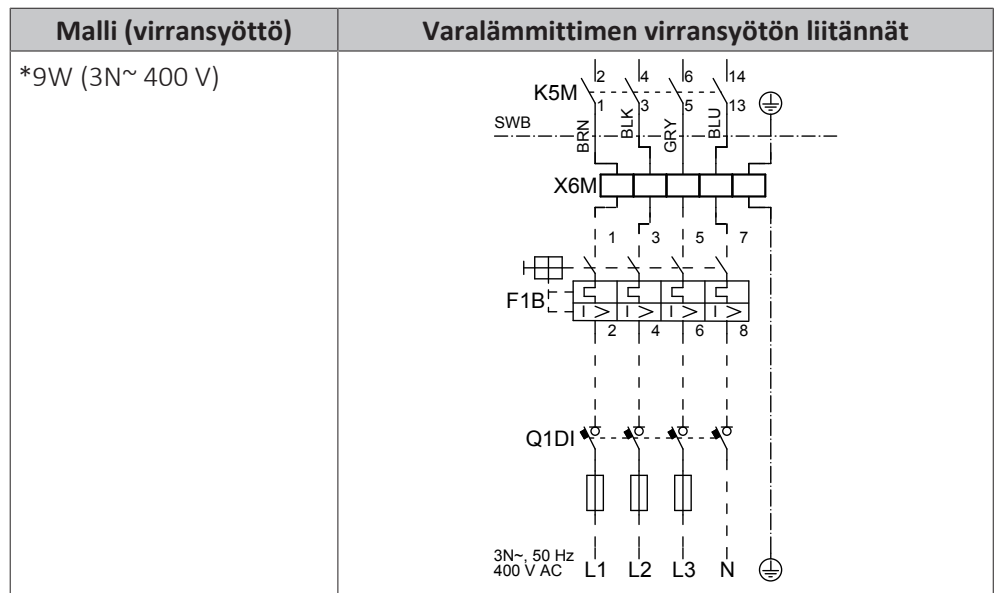 Malli (virransyöttö) Varalämmittimen virransyötön liitännät
*9W (3N~ 400 V)
2 4 6 14
K5M
1 3 5 13
SWB
BRN BLK GRY BLU
X6M
1 3 5 7
F1B
I > I > I > I >
2 4 6 8
Q1DI
3N~, 50 Hz
400 V AC L1 L2 L3 N